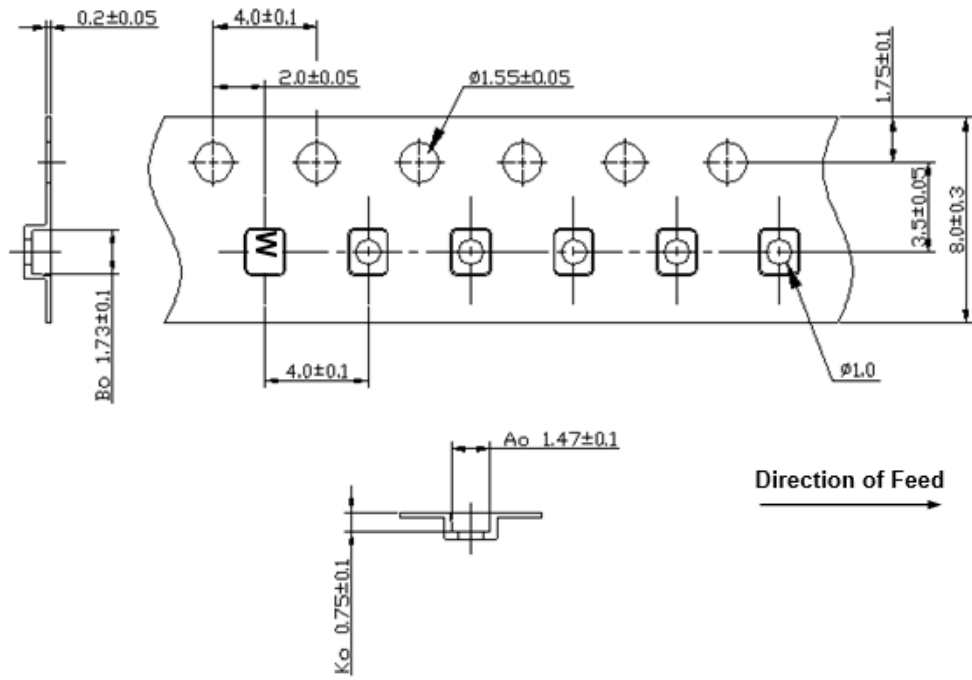 0.2±0.05
4.0±0.1
2.0±0.05
ø1.55±0.05
1.75±0.1
3.5±0.05
8.0±0.3
W
Bo 1.73±0.1
4.0±0.1
ø1.0
Ao 1.47±0.1
Direction of Feed
Ko 0.75±0.1